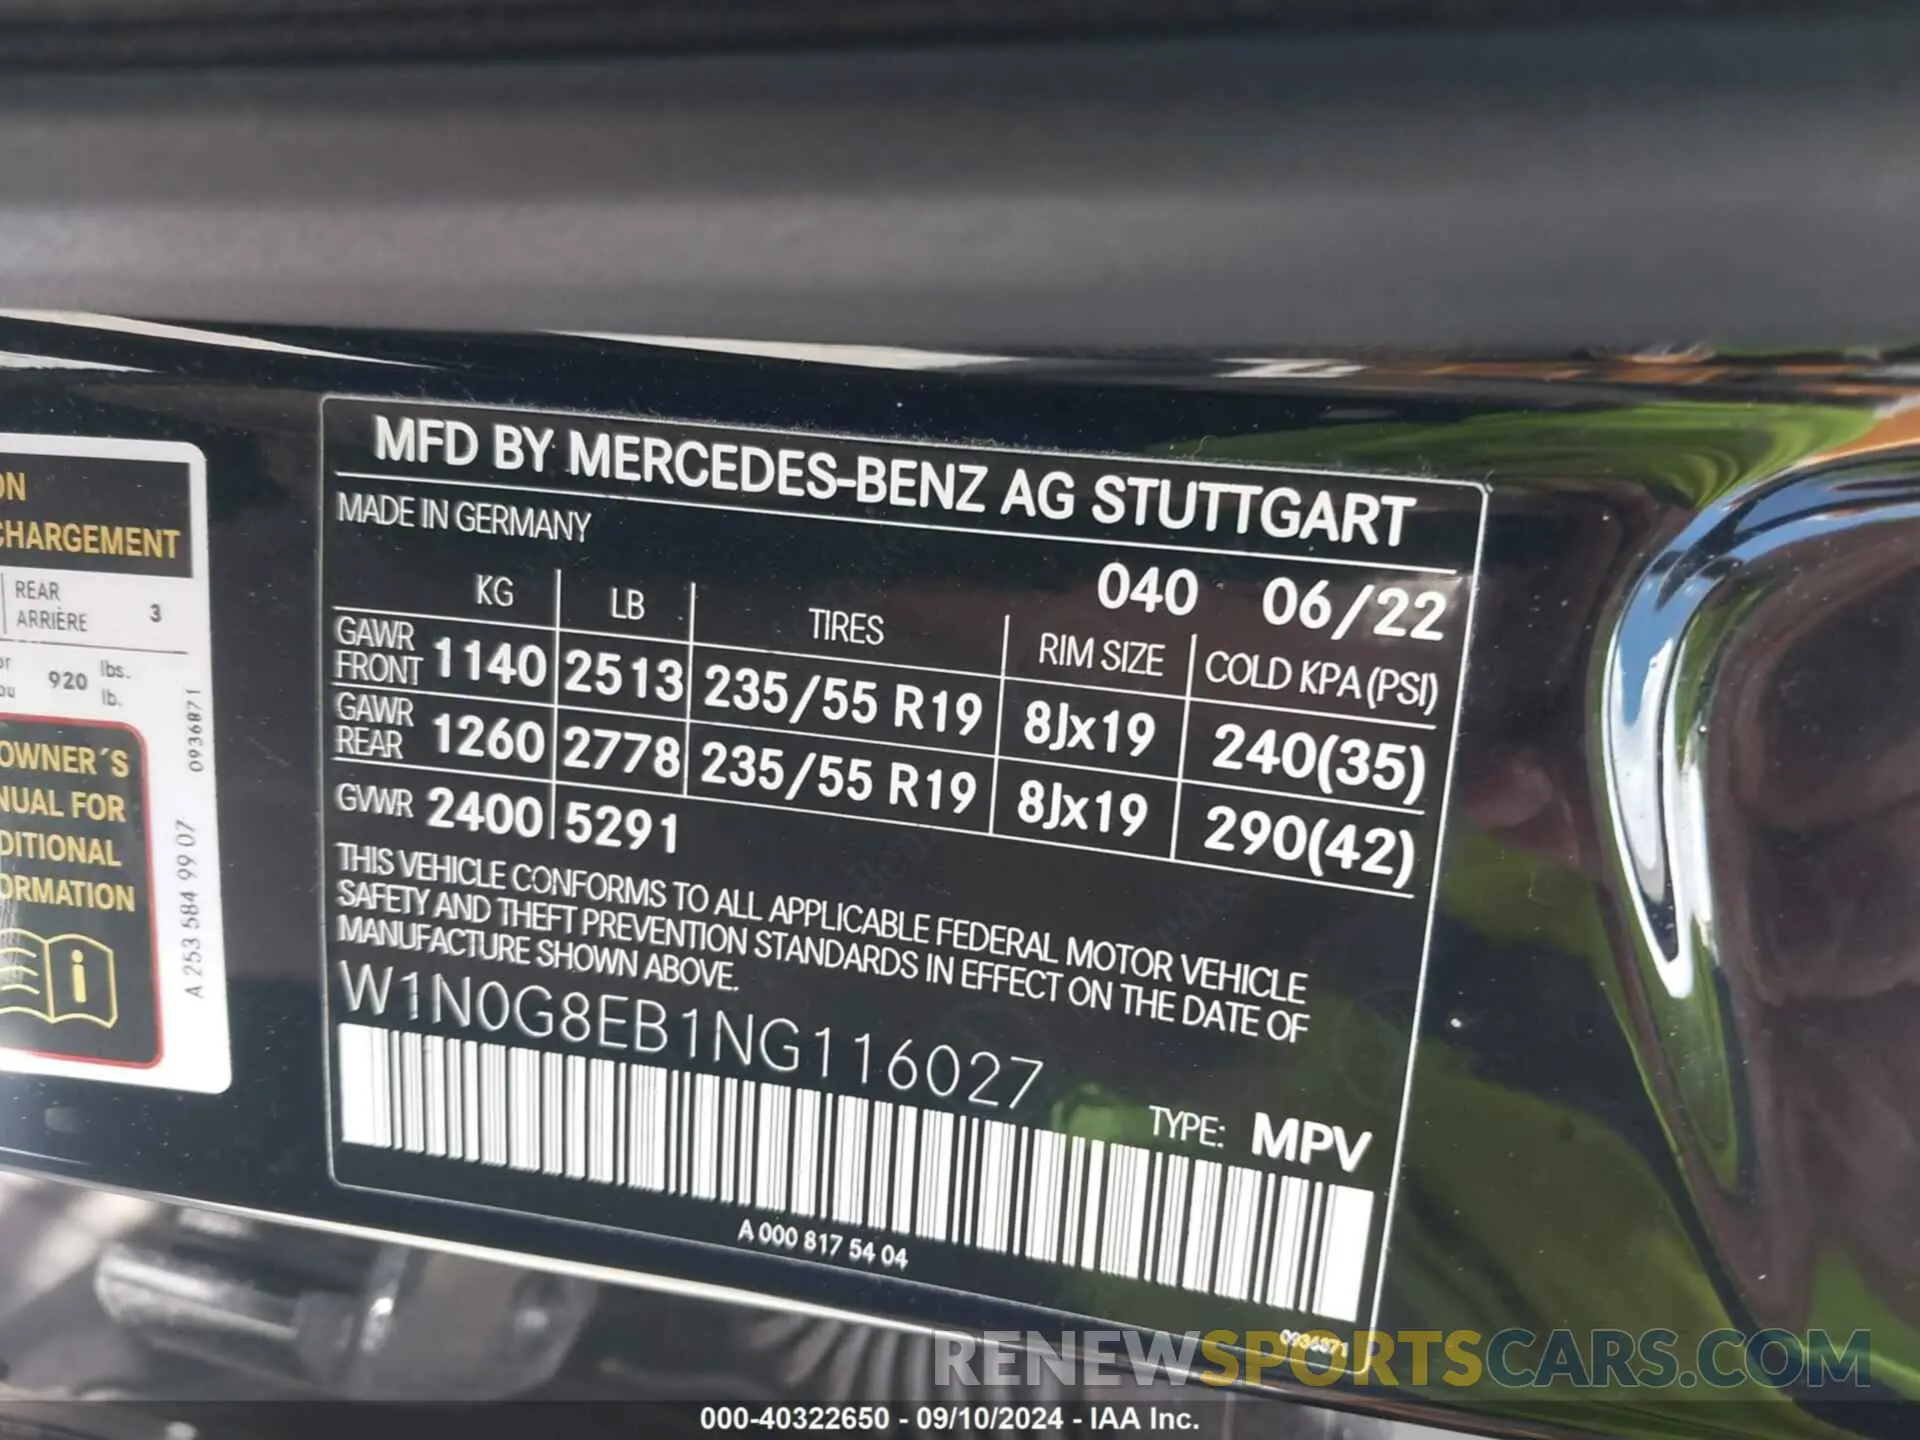 ON
CHARGEMENT
REAR
ARRIÈRE 3
or
ou 920 lbs.
lb.
OWNER´S
NUAL FOR
DITIONAL
ORMATION
i
A 253 584 99 07 0936871
MFD BY MERCEDES-BENZ AG STUTTGART
MADE IN GERMANY
040 06/22
KG LB TIRES RIM SIZE COLD KPA(PSI)
GAWR
FRONT 1140 2513 235/55 R19 8Jx19 240(35)
GAWR
REAR 1260 2778 235/55 R19 8Jx19 290(42)
GVWR 2400 5291
THIS VEHICLE CONFORMS TO ALL APPLICABLE FEDERAL MOTOR VEHICLE
SAFETY AND THEFT PREVENTION STANDARDS IN EFFECT ON THE DATE OF
MANUFACTURE SHOWN ABOVE.
W1N0G8EB1NG116027
TYPE: MPV
A 000 817 54 04
0936871
RENEWSPORTSCARS.COM
000-40322650 - 09/10/2024 - IAA Inc.